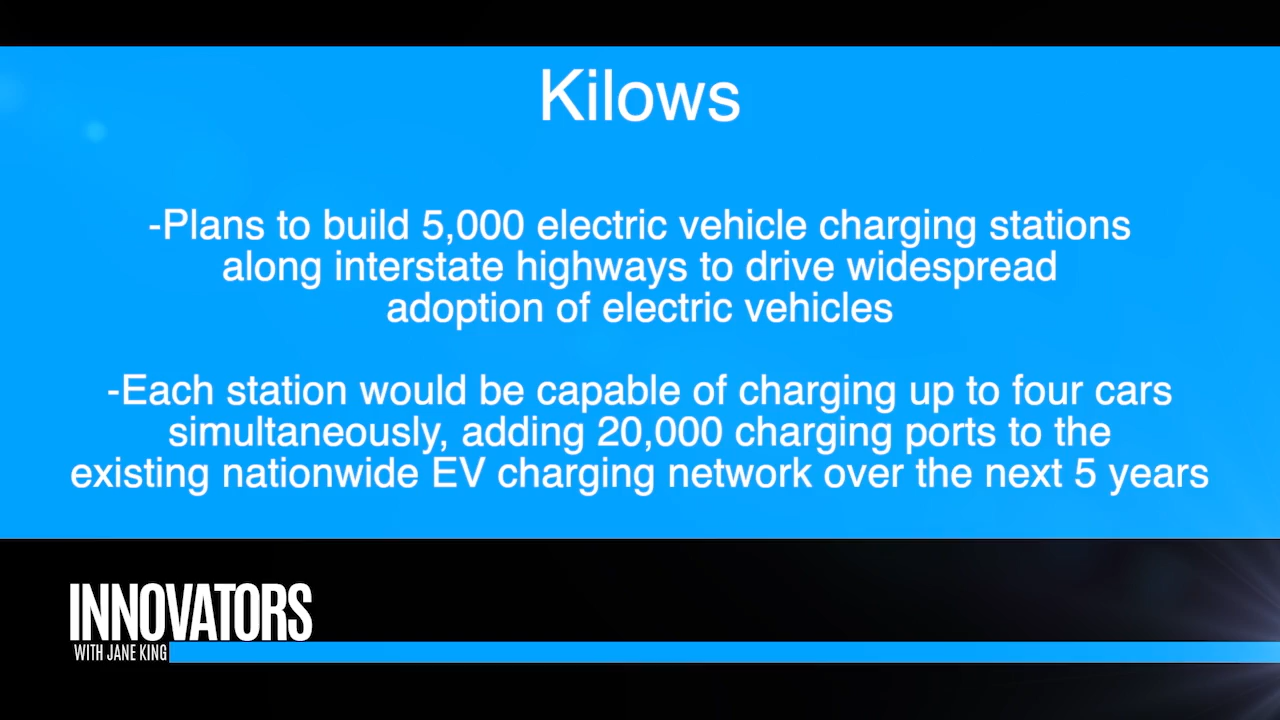 Kilows
-Plans to build 5,000 electric vehicle charging stations
along interstate highways to drive widespread
adoption of electric vehicles
-Each station would be capable of charging up to four cars
simultaneously, adding 20,000 charging ports to the
existing nationwide EV charging network over the next 5 years
INNOVATORS
WITH JANE KING